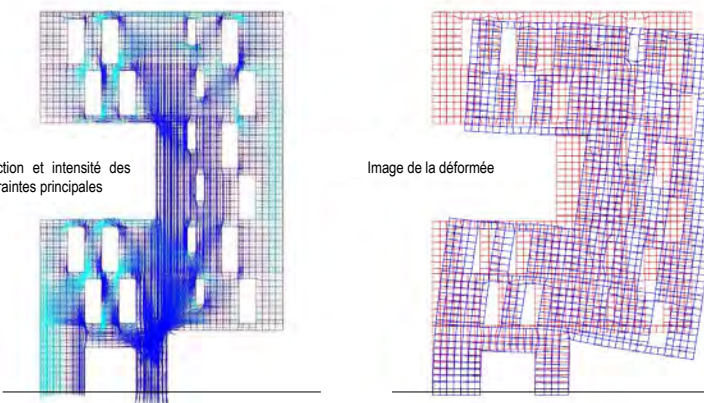 ction et intensité des
raintes principales
Image de la déformée